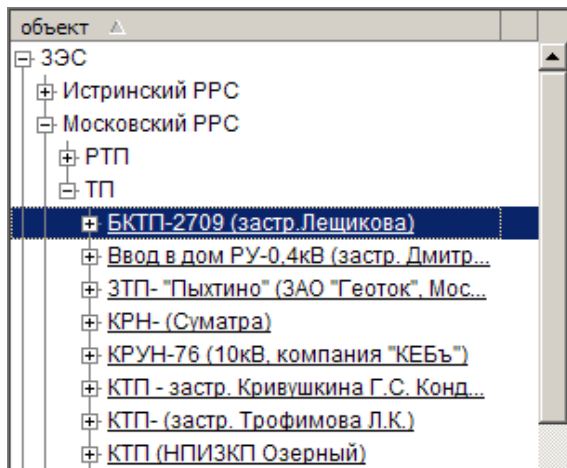 объект
ЗЭС
Истринский РРС
Московский РРС
РТП
ТП
БКТП-2709 (застр.Лещикова)
Ввод в дом РУ-0,4кВ (застр. Дмитр...
ЗТП- "Пыхтино" (ЗАО "Геоток", Мос...
КРН- (Суматра)
КРУН-76 (10кВ, компания "КЕБъ")
КТП - застр. Кривушкина Г.С. Конд...
КТП- (застр. Трофимова Л.К.)
КТП (НПИЗКП Озерный)